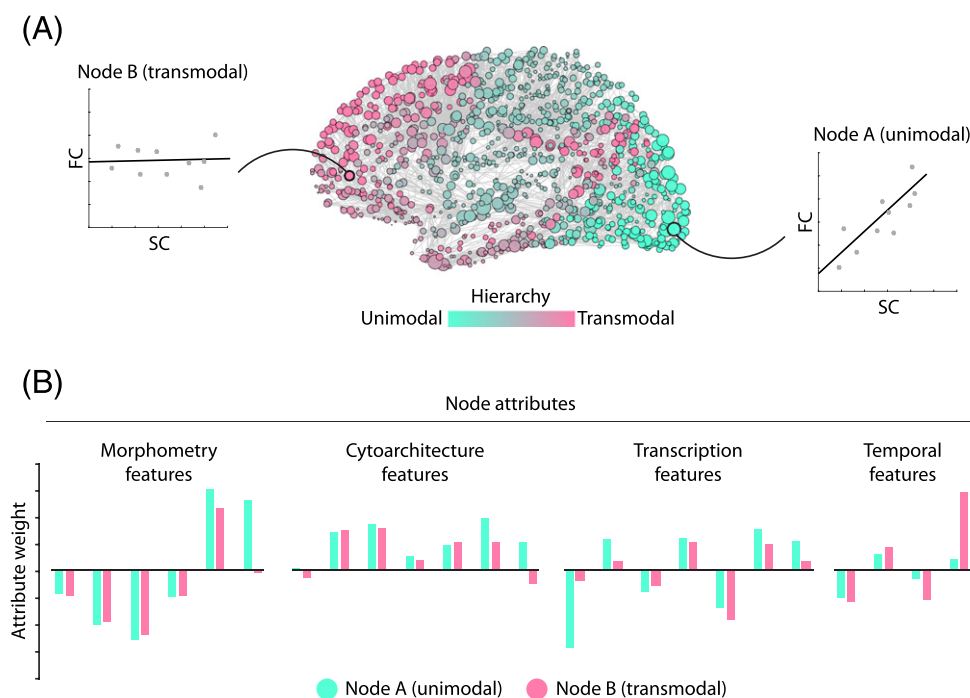 (A)
Node B (transmodal)
FC
SC
Node A (unimodal)
FC
SC
Hierarchy
Unimodal
Transmodal
(B)
Node attributes
Morphometry
features
Cytoarchitecture
features
Transcription
features
Temporal
features
Attribute weight
Node A (unimodal)
Node B (transmodal)